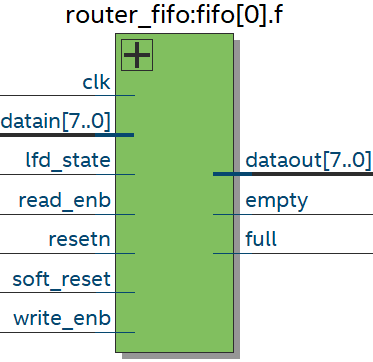 router_fifo:fifo[0].f
clk
datain[7..0]
lfd_state
read_enb
resetn
soft_reset
write_enb
dataout[7..0]
empty
full